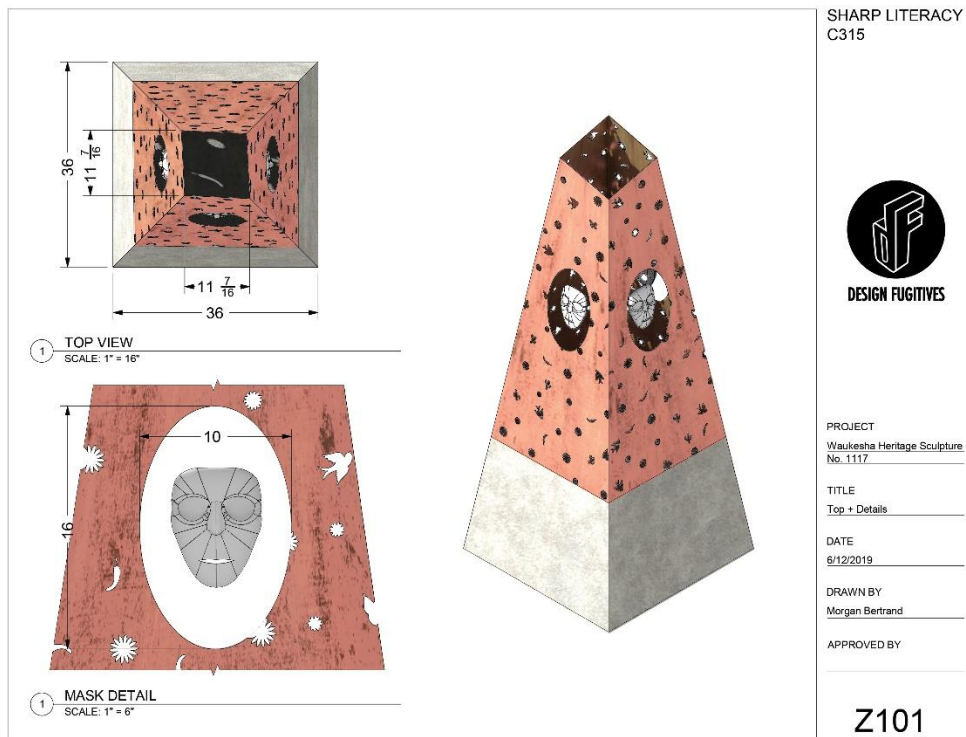 SHARP LITERACY
C315
36
11 7/16
11 7/16
36
1 TOP VIEW
SCALE: 1" = 16"
10
16
1 MASK DETAIL
SCALE: 1" = 6"
dF
DESIGN FUGITIVES
PROJECT
Waukesha Heritage Sculpture
No. 1117
TITLE
Top + Details
DATE
6/12/2019
DRAWN BY
Morgan Bertrand
APPROVED BY
Z101